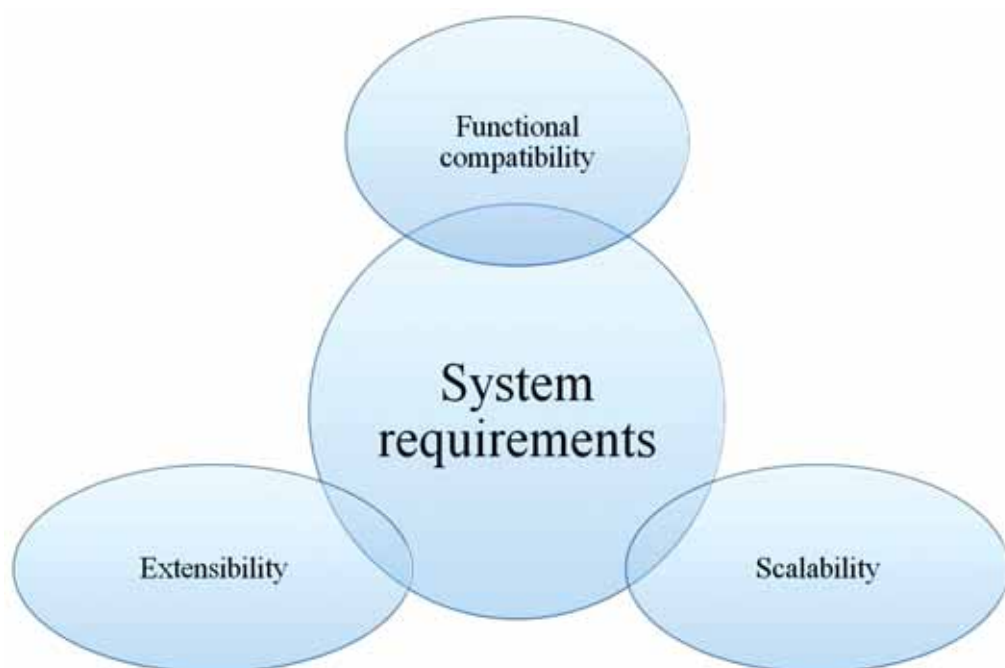 Functional
compatibility
System
requirements
Extensibility
Scalability